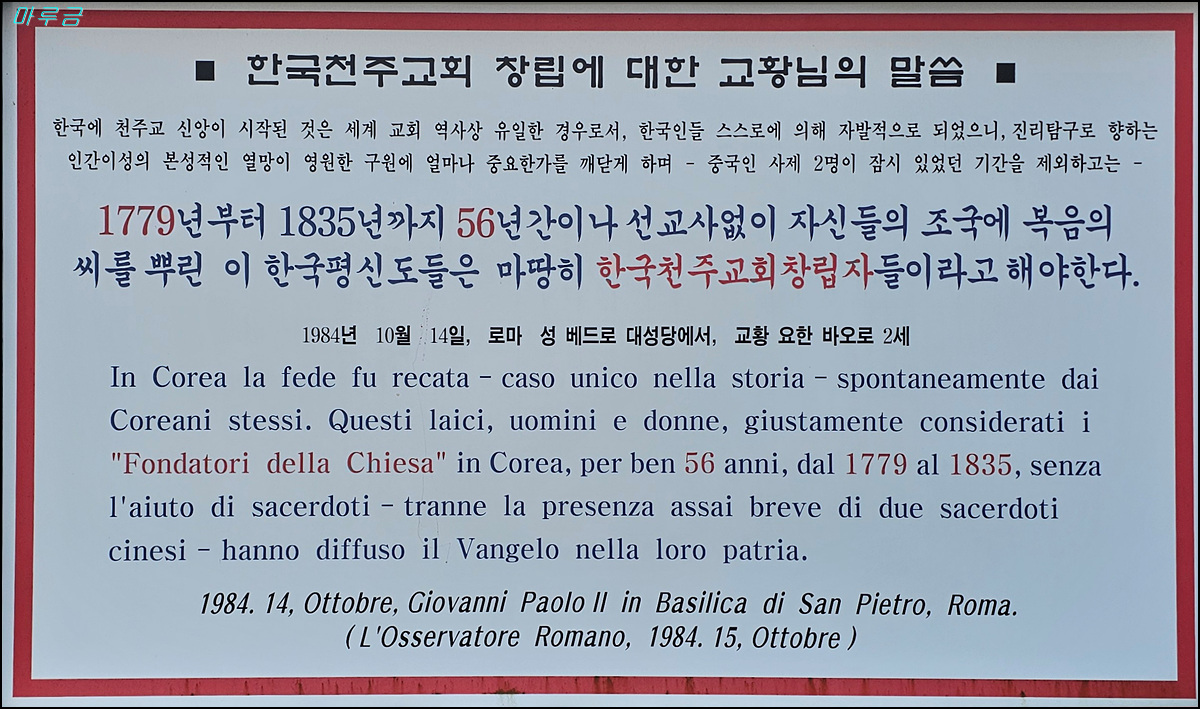 마루금
■ 한국천주교회 창립에 대한 교황님의 말씀 ■
한국에 천주교 신앙이 시작된 것은 세계 교회 역사상 유일한 경우로서, 한국인들 스스로에 의해 자발적으로 되었으니, 진리탐구로 향하는
인간이성의 본성적인 열망이 영원한 구원에 얼마나 중요한가를 깨닫게 하며 - 중국인 사제 2명이 잠시 있었던 기간을 제외하고는 -
1779년부터 1835년까지 56년간이나 선교사없이 자신들의 조국에 복음의
씨를 뿌린 이 한국평신도들은 마땅히 한국천주교회창립자들이라고 해야한다.
1984년 10월 14일, 로마 성 베드로 대성당에서, 교황 요한 바오로 2세
In Corea la fede fu recata – caso unico nella storia – spontaneamente dai
Coreani stessi. Questi laici, uomini e donne, giustamente considerati i
"Fondatori della Chiesa" in Corea, per ben 56 anni, dal 1779 al 1835, senza
l'aiuto di sacerdoti – tranne la presenza assai breve di due sacerdoti
cinesi – hanno diffuso il Vangelo nella loro patria.
1984. 14, Ottobre, Giovanni Paolo II in Basilica di San Pietro, Roma.
( L'Osservatore Romano, 1984. 15, Ottobre )